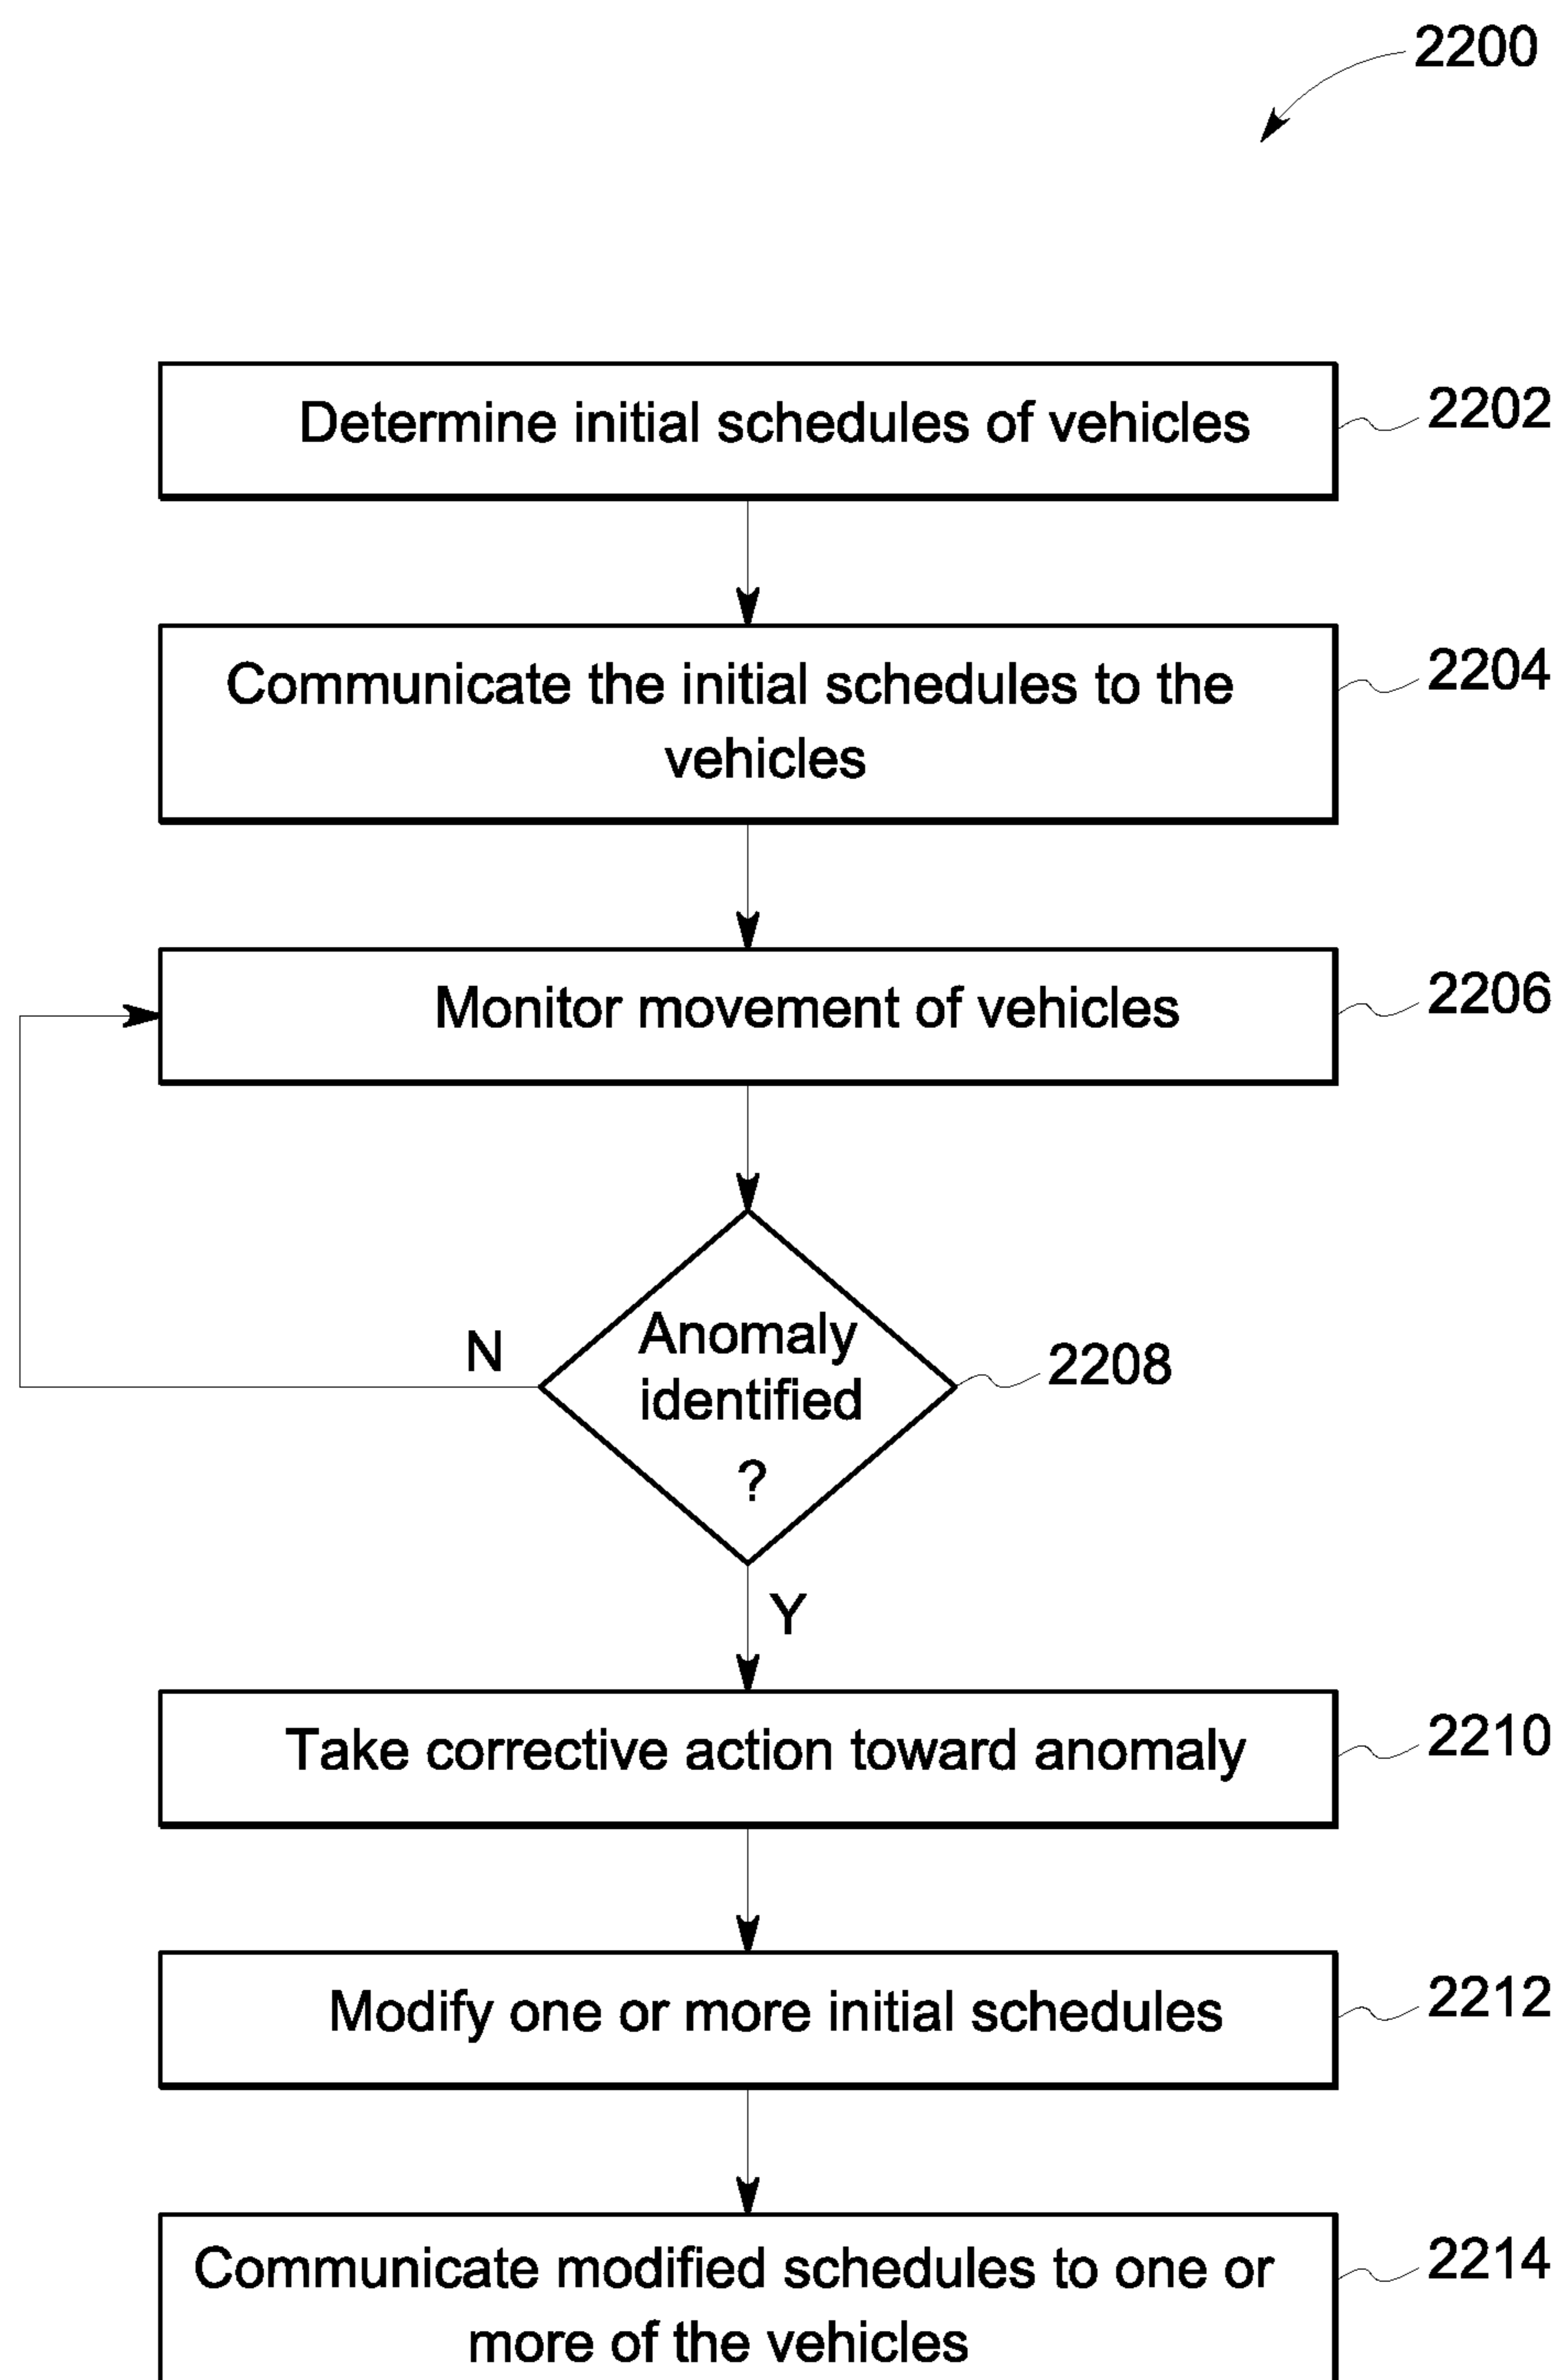 2200
Determine initial schedules of vehicles
2202
Communicate the initial schedules to the
vehicles
2204
Monitor movement of vehicles
2206
Anomaly
identified
?
2208
N
Y
Take corrective action toward anomaly
2210
Modify one or more initial schedules
2212
Communicate modified schedules to one or
more of the vehicles
2214